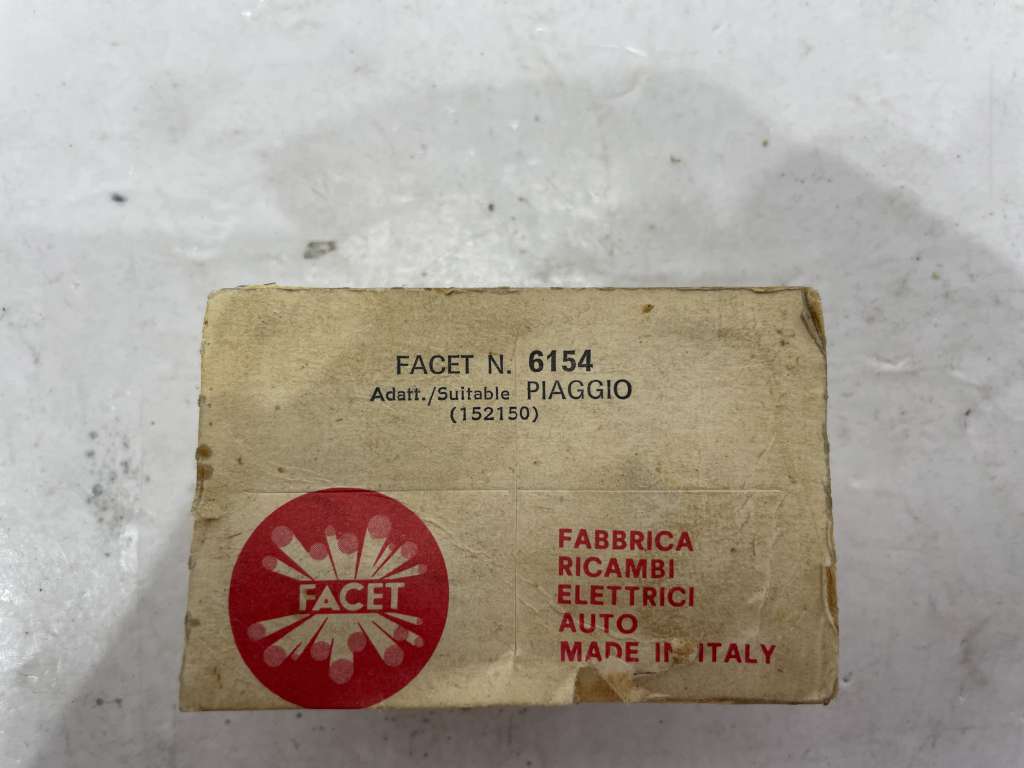 FACET N. 6154
Adatt./Suitable PIAGGIO
(152150)
FACET
FABBRICA
RICAMBI
ELETTRICI
AUTO
MADE IN ITALY